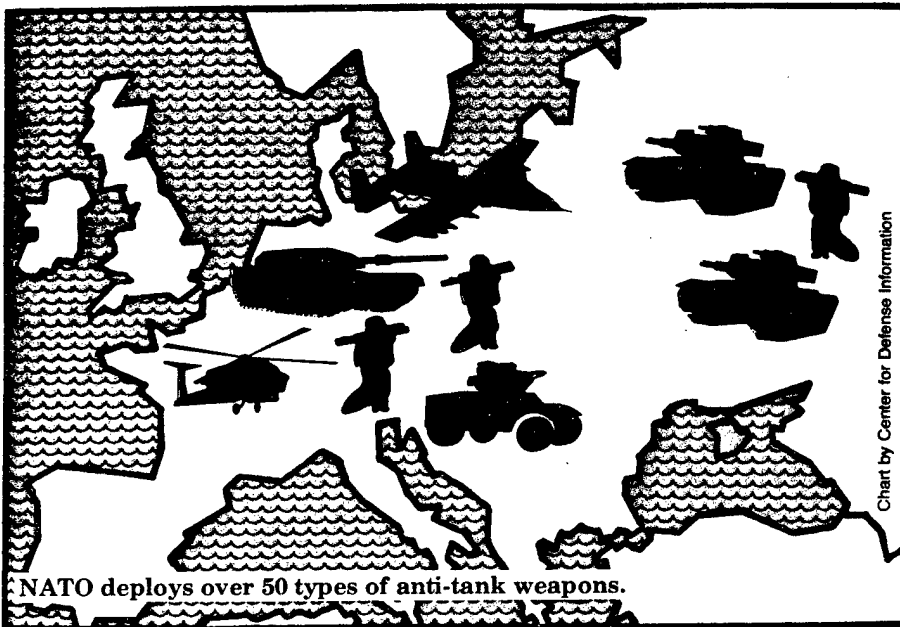 NATO deploys over 50 types of anti-tank weapons.
Chart by Center for Defense Information